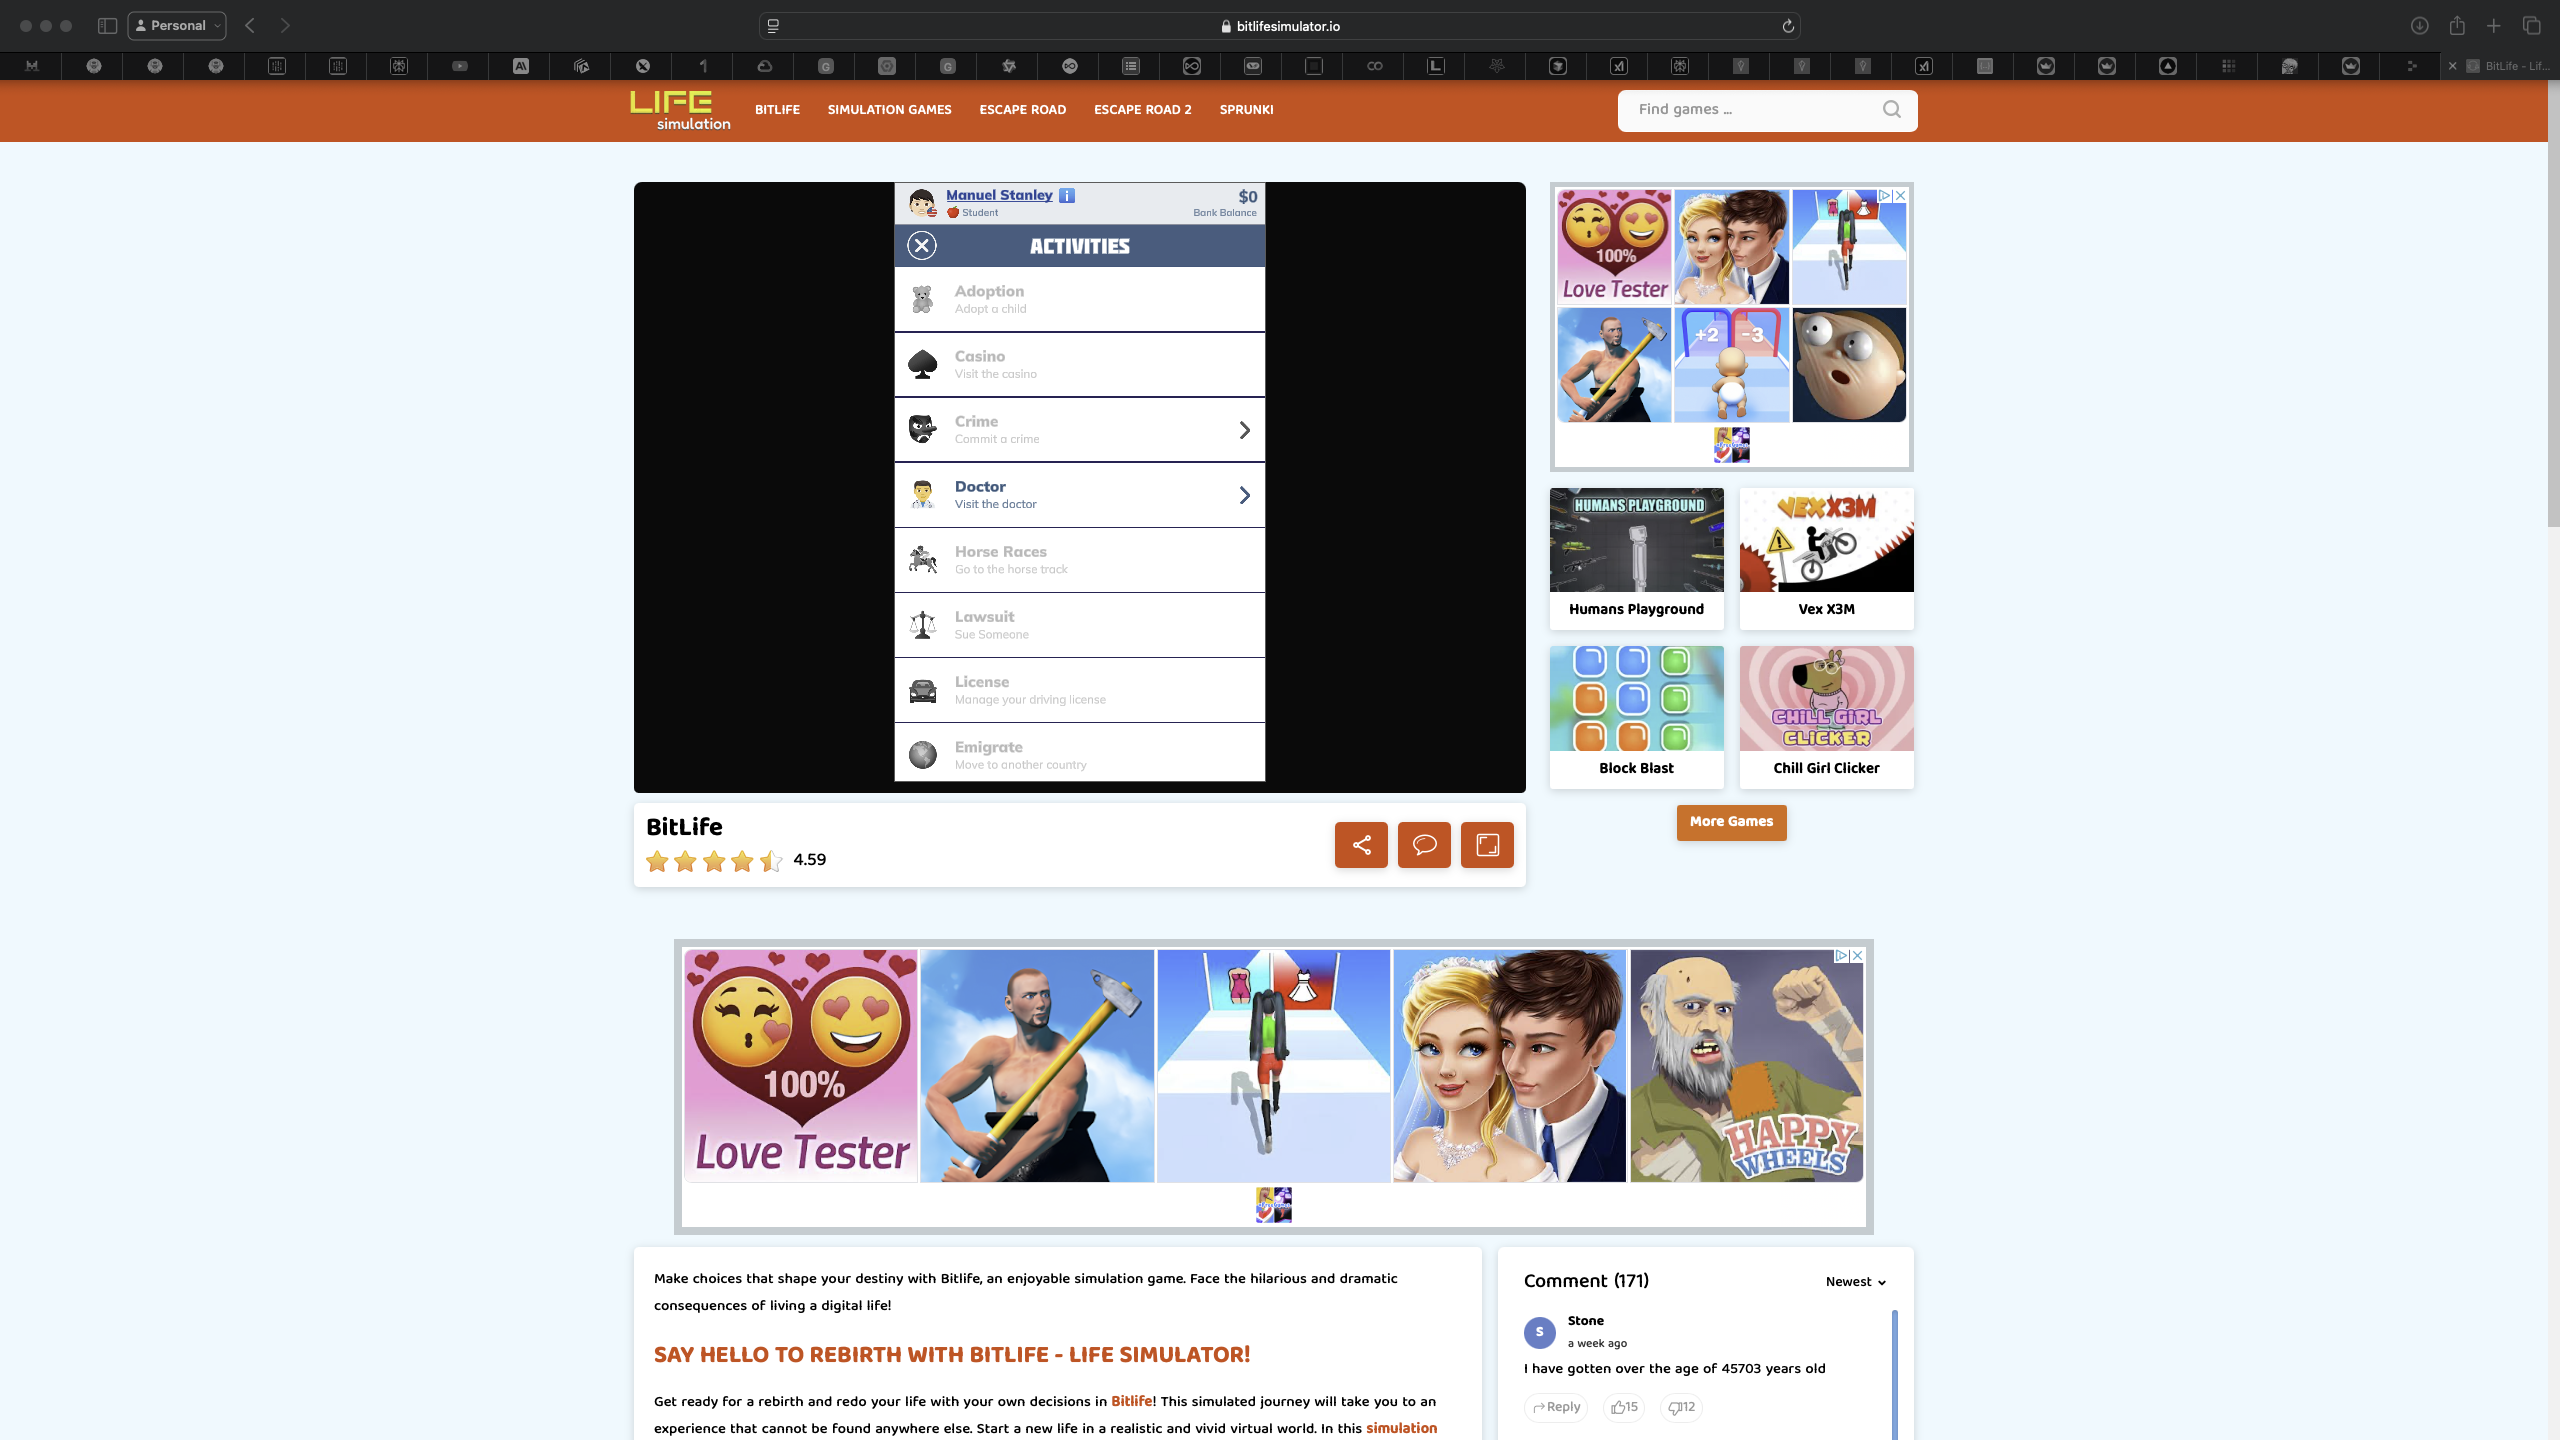 Personal
bitlifesimulator.io
BitLife - Lif...
LIFE
simulation
BITLIFE
SIMULATION GAMES
ESCAPE ROAD
ESCAPE ROAD 2
SPRUNKI
Find games ...
Manuel Stanley
Student
$0
Bank Balance
ACTIVITIES
Adoption
Adopt a child
Casino
Visit the casino
Crime
Commit a crime
Doctor
Visit the doctor
Horse Races
Go to the horse track
Lawsuit
Sue Someone
License
Manage your driving license
Emigrate
Move to another country
100%
Love Tester
+2
-3
HUMANS PLAYGROUND
Humans Playground
VEX X3M
Vex X3M
Block Blast
CHILL GIRL
CLICKER
Chill Girl Clicker
More Games
BitLife
4.59
100%
Love Tester
HAPPY
WHEELS
Make choices that shape your destiny with Bitlife, an enjoyable simulation game. Face the hilarious and dramatic
consequences of living a digital life!
SAY HELLO TO REBIRTH WITH BITLIFE - LIFE SIMULATOR!
Get ready for a rebirth and redo your life with your own decisions in Bitlife! This simulated journey will take you to an
experience that cannot be found anywhere else. Start a new life in a realistic and vivid virtual world. In this simulation
Comment (171)
Newest
S
Stone
a week ago
I have gotten over the age of 45703 years old
Reply
15
12